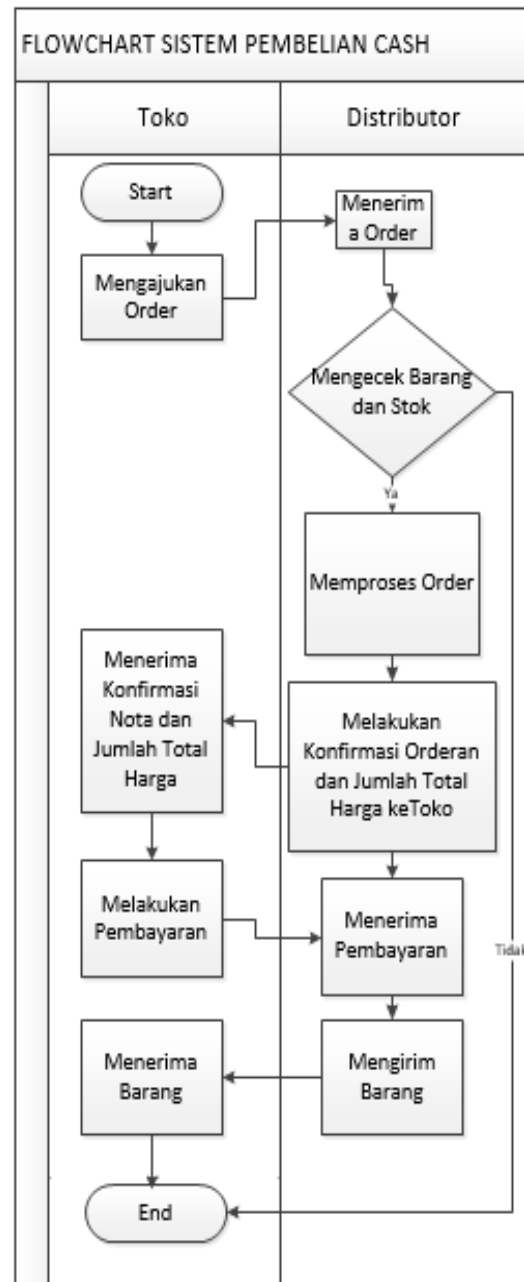 FLOWCHART SISTEM PEMBELIAN CASH
Toko
Distributor
Start
Menerim
a Order
Mengajukan
Order
Mengecek Barang
dan Stok
Ya
Memproses Order
Menerima
Konfirmasi
Nota dan
Jumlah Total
Harga
Melakukan
Konfirmasi Orderan
dan Jumlah Total
Harga keToko
Melakukan
Pembayaran
Menerima
Pembayaran
Tidak
Menerima
Barang
Mengirim
Barang
End